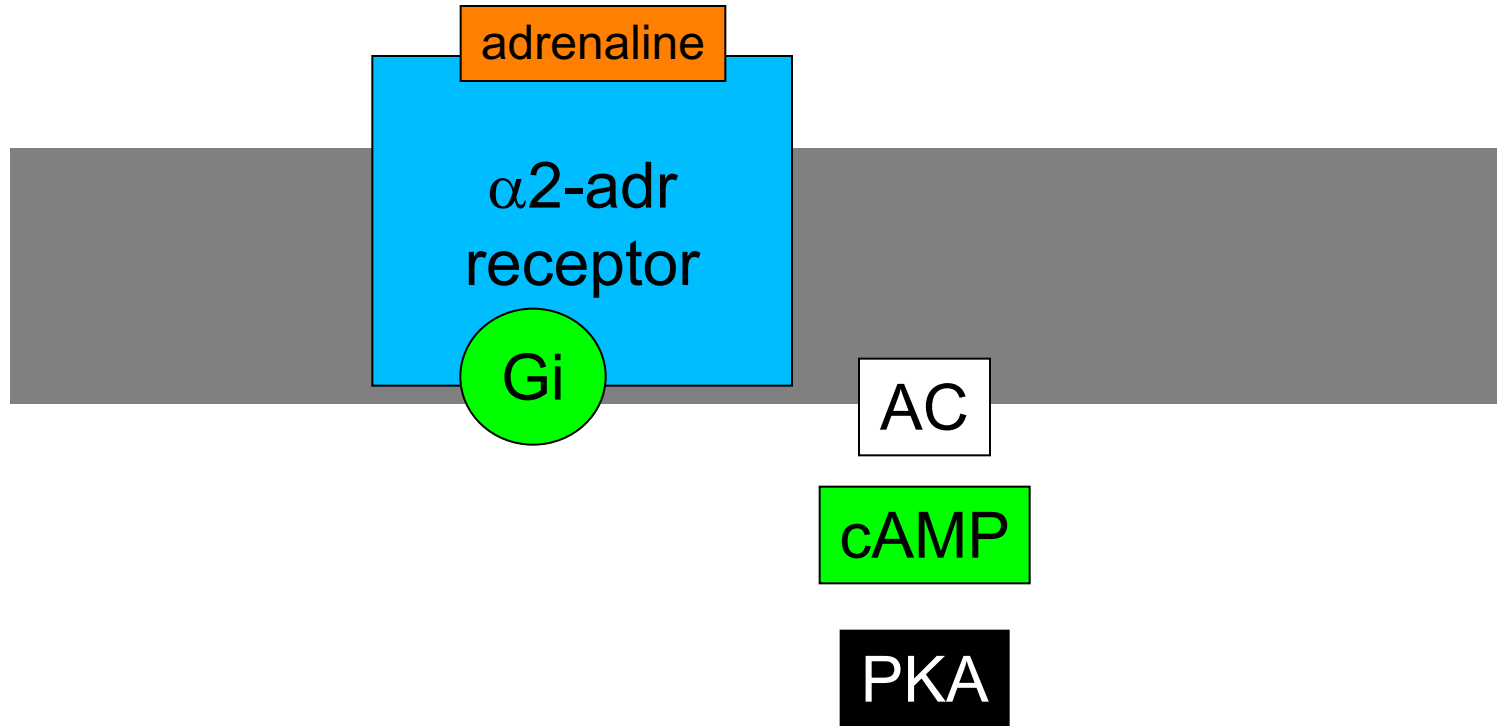 adrenaline
α2-adr
receptor
Gi
AC
cAMP
PKA